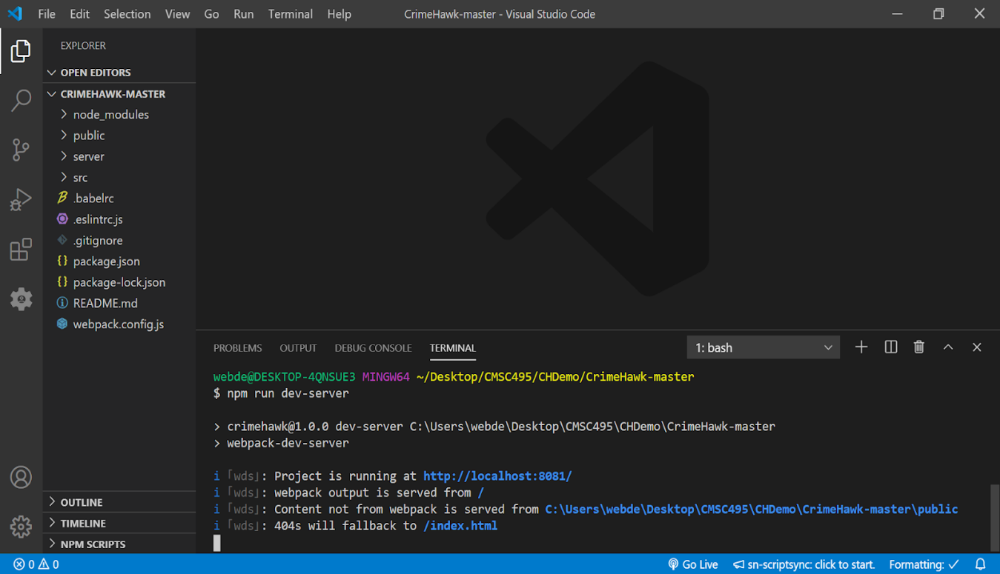 File Edit Selection View Go Run Terminal Help CrimeHawk-master - Visual Studio Code
EXPLORER
OPEN EDITORS
CRIMEHAWK-MASTER
node_modules
public
server
src
.babelrc
.eslintrc.js
.gitignore
package.json
package-lock.json
README.md
webpack.config.js
OUTLINE
TIMELINE
NPM SCRIPTS
PROBLEMS OUTPUT DEBUG CONSOLE TERMINAL 1: bash
webde@DESKTOP-4QNSUE3 MINGW64 ~/Desktop/CMSC495/CHDemo/CrimeHawk-master
$ npm run dev-server
> crimehawk@1.0.0 dev-server C:\Users\webde\Desktop\CMSC495\CHDemo\CrimeHawk-master
> webpack-dev-server
i ｢wds｣: Project is running at http://localhost:8081/
i ｢wds｣: webpack output is served from /
i ｢wds｣: Content not from webpack is served from C:\Users\webde\Desktop\CMSC495\CHDemo\CrimeHawk-master\public
i ｢wds｣: 404s will fallback to /index.html
0 0 Go Live sn-scriptsync: click to start. Formatting: ✓